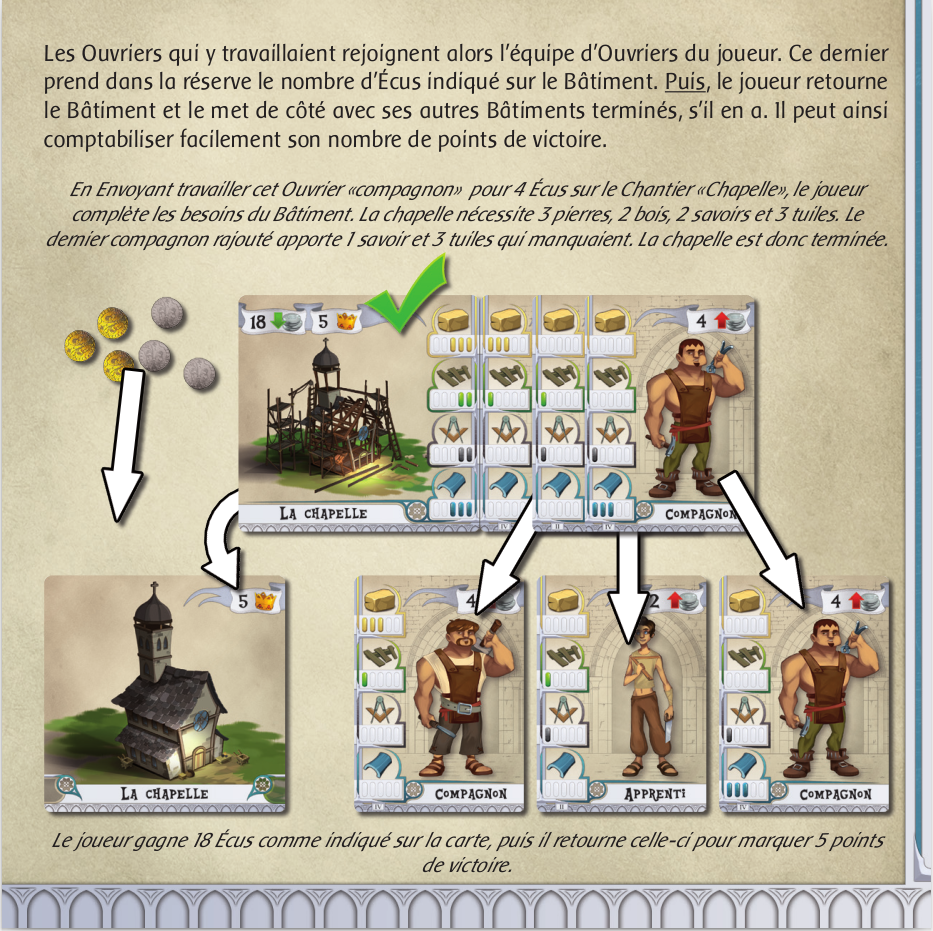 Les Ouvriers qui y travaillaient rejoignent alors l'équipe d'Ouvriers du joueur. Ce dernier
prend dans la réserve le nombre d'Écus indiqué sur le Bâtiment. Puis, le joueur retourne
le Bâtiment et le met de côté avec ses autres Bâtiments terminés, s'il en a. Il peut ainsi
comptabiliser facilement son nombre de points de victoire.
En Envoyant travailler cet Ouvrier «compagnon» pour 4 Écus sur le Chantier «Chapelle», le joueur
complète les besoins du Bâtiment. La chapelle nécessite 3 pierres, 2 bois, 2 savoirs et 3 tuiles. Le
dernier compagnon rajouté apporte 1 savoir et 3 tuiles qui manquaient. La chapelle est donc terminée.
18 5 4
La chapelle Compagnon
IV II IV
5 4 2 4
La chapelle Compagnon Apprenti Compagnon
IV II IV
Le joueur gagne 18 Écus comme indiqué sur la carte, puis il retourne celle-ci pour marquer 5 points
de victoire.